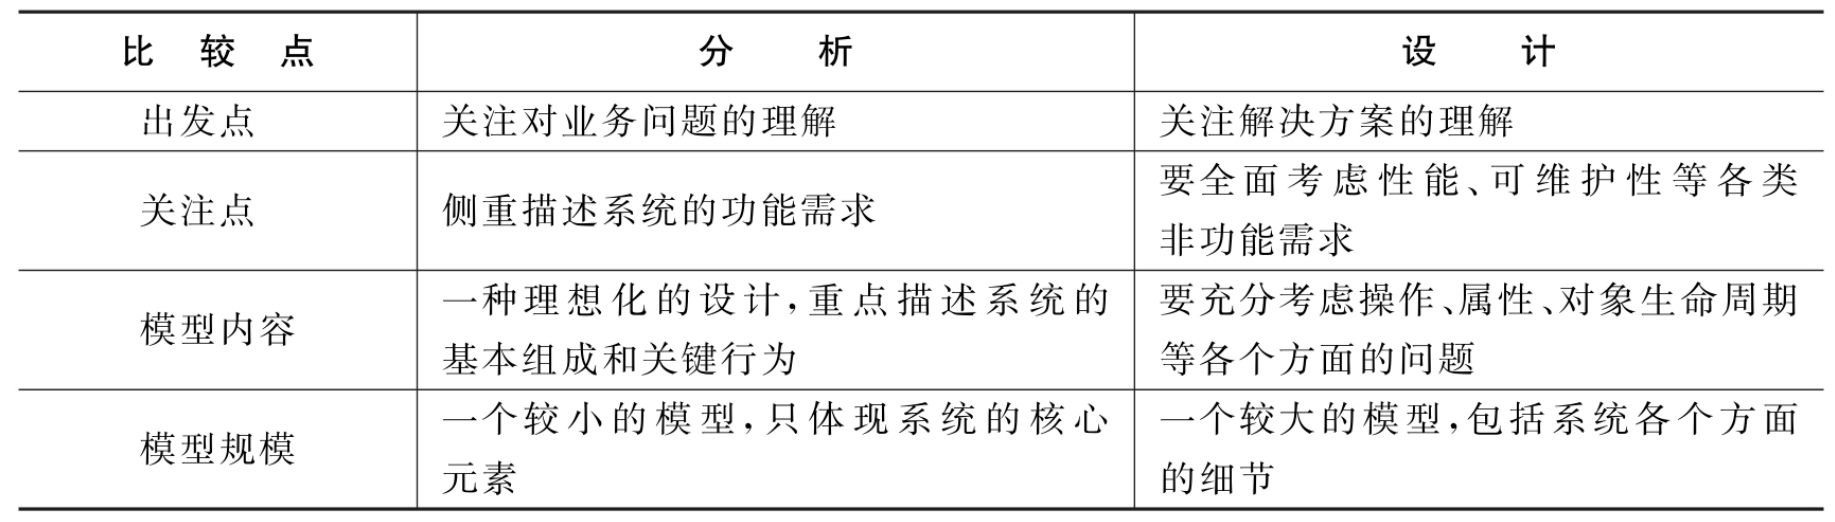 比较点 分析 设计
出发点 关注对业务问题的理解 关注解决方案的理解
关注点 侧重描述系统的功能需求 要全面考虑性能、可维护性等各类
非功能需求
模型内容 一种理想化的设计,重点描述系统的
基本组成和关键行为
要充分考虑操作、属性、对象生命周期
等各个方面的问题
模型规模 一个较小的模型,只体现系统的核心
元素
一个较大的模型,包括系统各个方面
的细节